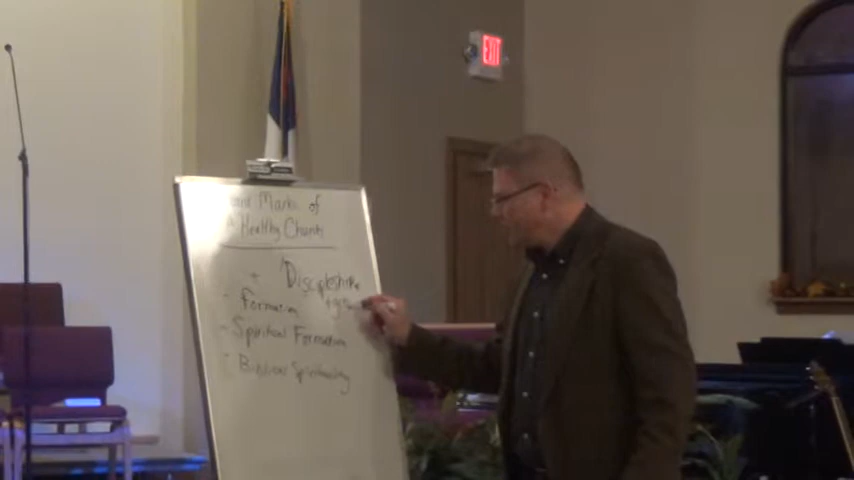 EXIT
Marks of
Healthy Church
+ Discipleship
- Formation
- Spiritual Formation
- Biblical Spirituality